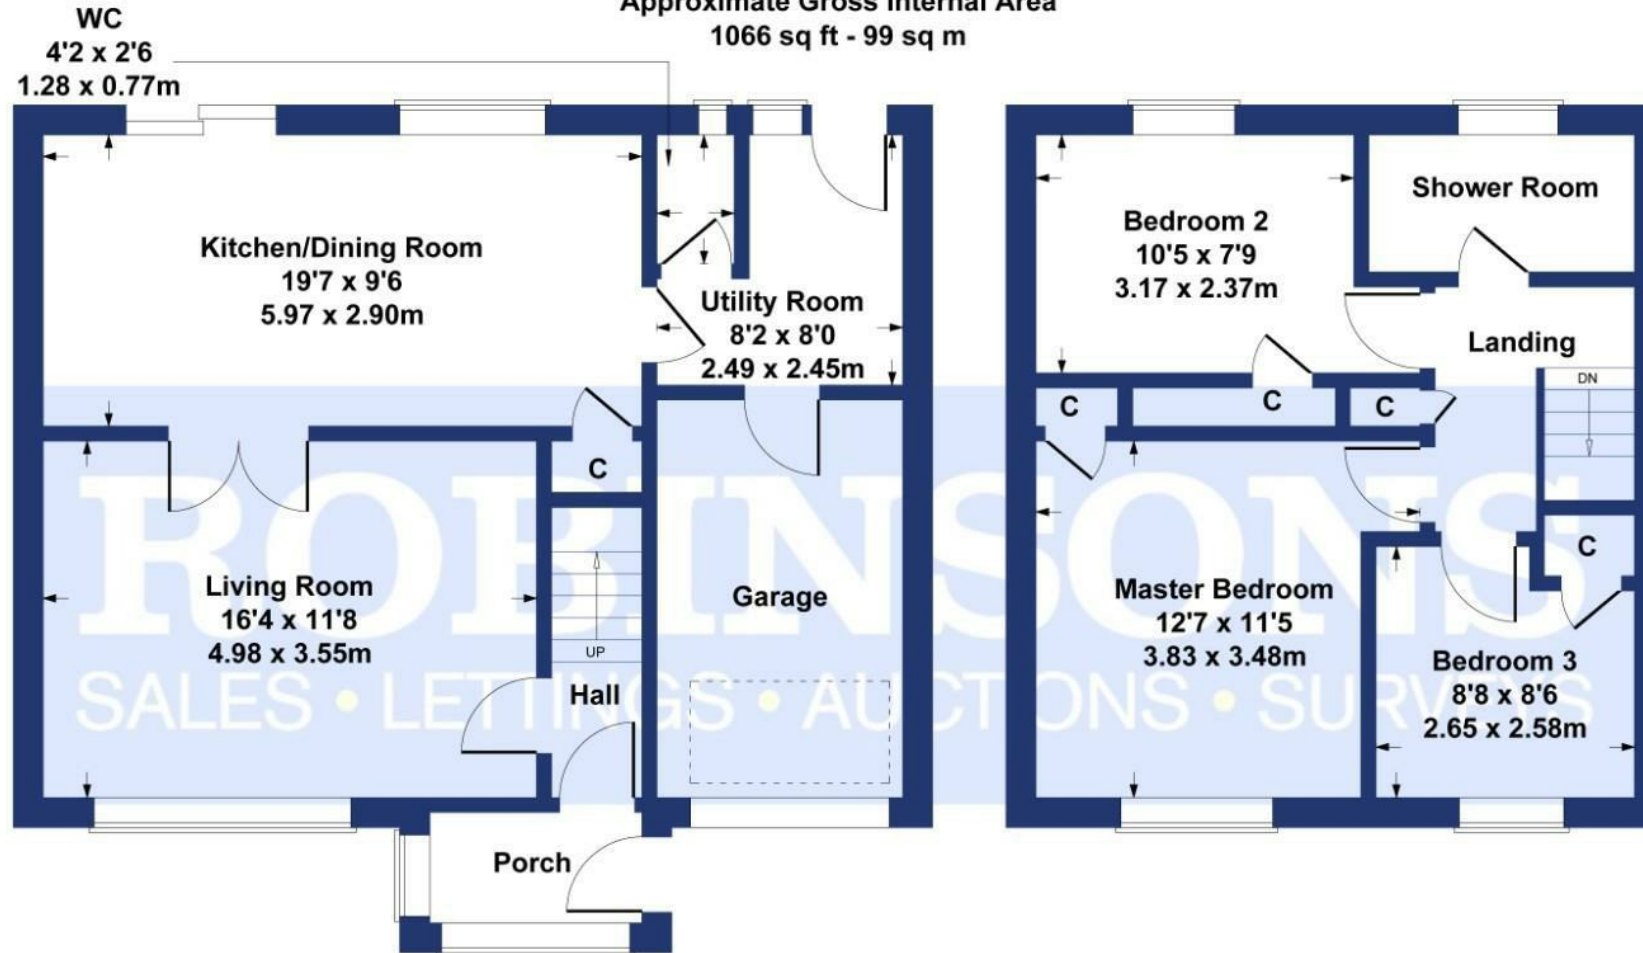 Approximate Gross Internal Area
1066 sq ft - 99 sq m
WC
4'2 x 2'6
1.28 x 0.77m
Kitchen/Dining Room
19'7 x 9'6
5.97 x 2.90m
Utility Room
8'2 x 8'0
2.49 x 2.45m
C
Living Room
16'4 x 11'8
4.98 x 3.55m
UP
Hall
Garage
Porch
Bedroom 2
10'5 x 7'9
3.17 x 2.37m
Shower Room
Landing
DN
C
C
C
C
Master Bedroom
12'7 x 11'5
3.83 x 3.48m
Bedroom 3
8'8 x 8'6
2.65 x 2.58m
ROBINSONS
SALES • LETTINGS • AUCTIONS • SURVEYS